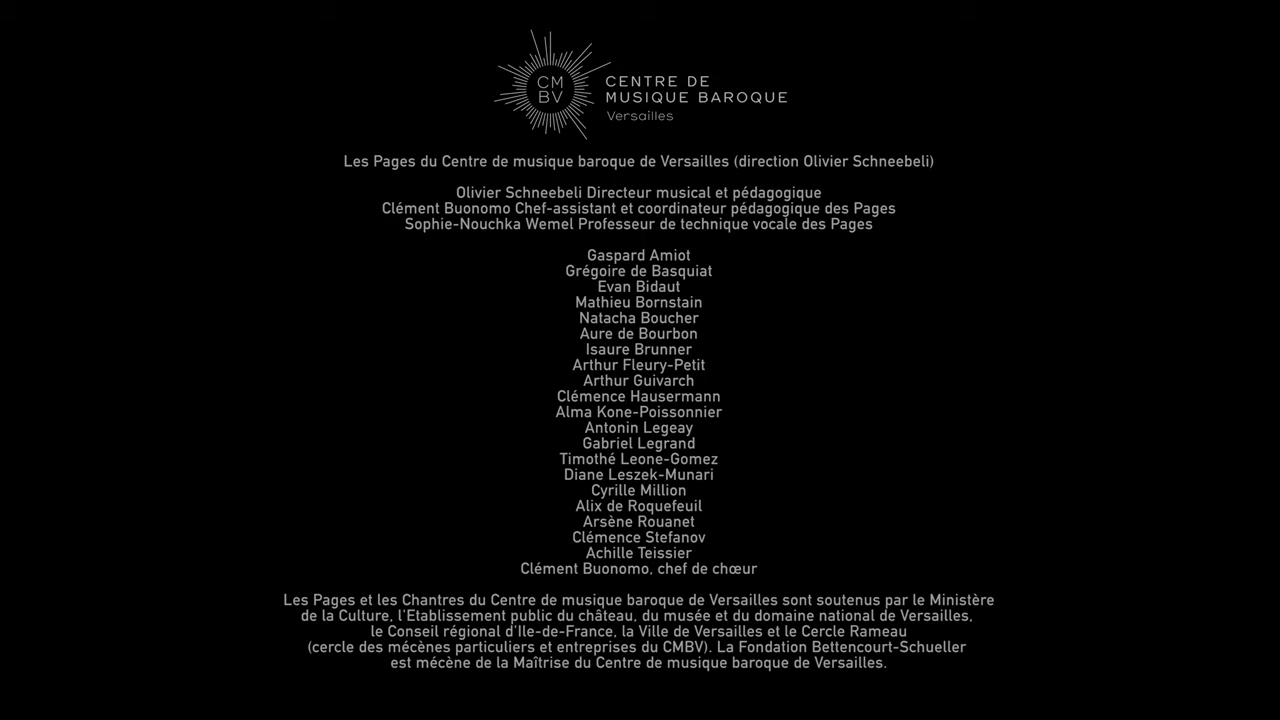 CM
BV
CENTRE DE
MUSIQUE BAROQUE
Versailles
Les Pages du Centre de musique baroque de Versailles (direction Olivier Schneebeli)
Olivier Schneebeli Directeur musical et pédagogique
Clément Buonomo Chef-assistant et coordinateur pédagogique des Pages
Sophie-Nouchka Wemel Professeur de technique vocale des Pages
Gaspard Amiot
Grégoire de Basquiat
Evan Bidaut
Mathieu Bornstain
Natacha Boucher
Aure de Bourbon
Isaure Brunner
Arthur Fleury-Petit
Arthur Guivarch
Clémence Hausermann
Alma Kone-Poissonnier
Antonin Legeay
Gabriel Legrand
Timothé Leone-Gomez
Diane Leszek-Munari
Cyrille Million
Alix de Roquefeuil
Arsène Rouanet
Clémence Stefanov
Achille Teissier
Clément Buonomo, chef de chœur
Les Pages et les Chantres du Centre de musique baroque de Versailles sont soutenus par le Ministère
de la Culture, l'Etablissement public du château, du musée et du domaine national de Versailles,
le Conseil régional d'Ile-de-France, la Ville de Versailles et le Cercle Rameau
(cercle des mécènes particuliers et entreprises du CMBV). La Fondation Bettencourt-Schueller
est mécène de la Maîtrise du Centre de musique baroque de Versailles.